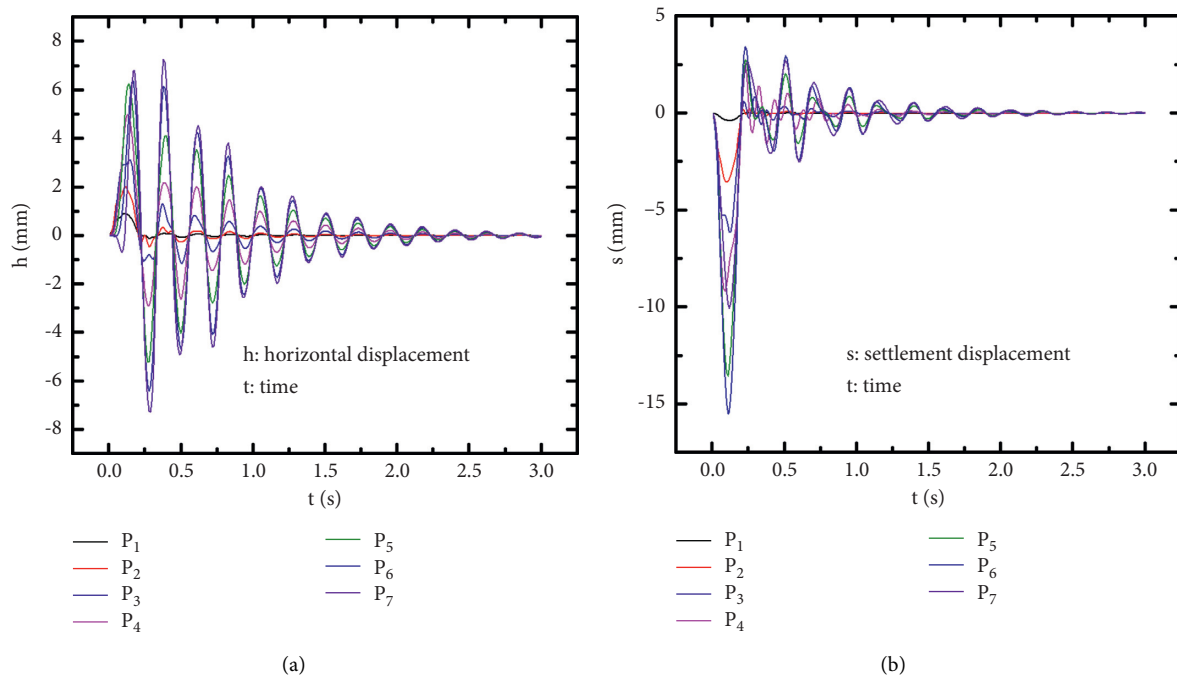 8
6
4
2
0
-2
-4
-6
-8
h (mm)
h: horizontal displacement
t: time
0.0 0.5 1.0 1.5 2.0 2.5 3.0
t (s)
P1
P2
P3
P4
P5
P6
P7
(a)
5
0
−5
−10
-15
s (mm)
s: settlement displacement
t: time
0.0 0.5 1.0 1.5 2.0 2.5 3.0
t (s)
P1
P2
P3
P4
P5
P6
P7
(b)